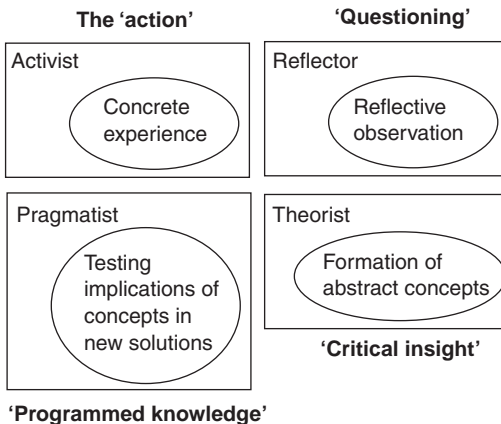 The ‘action’
‘Questioning’
Activist
Concrete
experience
Reflector
Reflective
observation
Pragmatist
Testing
implications of
concepts in
new solutions
Theorist
Formation of
abstract concepts
‘Critical insight’
‘Programmed knowledge’